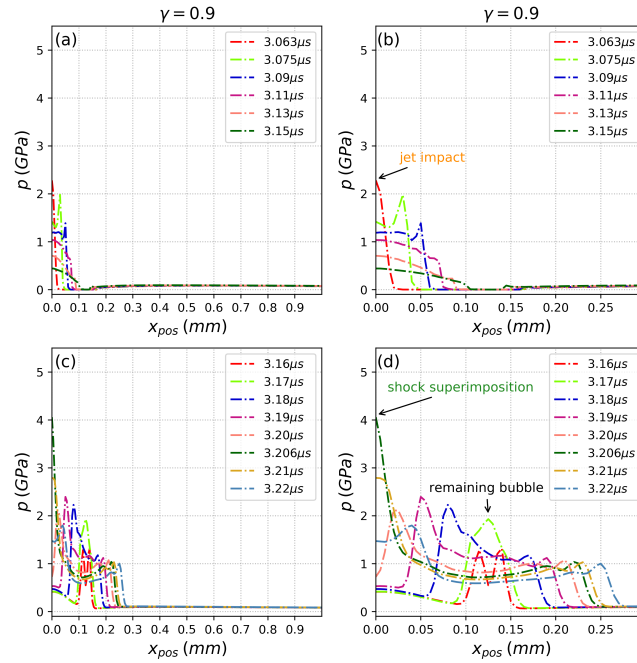 γ = 0.9
γ = 0.9
(a)
3.063μs
3.075μs
3.09μs
3.11μs
3.13μs
3.15μs
p (GPa)
5
4
3
2
1
0
0.0 0.1 0.2 0.3 0.4 0.5 0.6 0.7 0.8 0.9
x_pos (mm)
(b)
3.063μs
3.075μs
3.09μs
3.11μs
3.13μs
3.15μs
jet impact
p (GPa)
5
4
3
2
1
0
0.00 0.05 0.10 0.15 0.20 0.25
x_pos (mm)
(c)
3.16μs
3.17μs
3.18μs
3.19μs
3.20μs
3.206μs
3.21μs
3.22μs
p (GPa)
5
4
3
2
1
0
0.0 0.1 0.2 0.3 0.4 0.5 0.6 0.7 0.8 0.9
x_pos (mm)
(d)
3.16μs
3.17μs
3.18μs
3.19μs
3.20μs
3.206μs
3.21μs
3.22μs
shock superimposition
remaining bubble
p (GPa)
5
4
3
2
1
0
0.00 0.05 0.10 0.15 0.20 0.25
x_pos (mm)